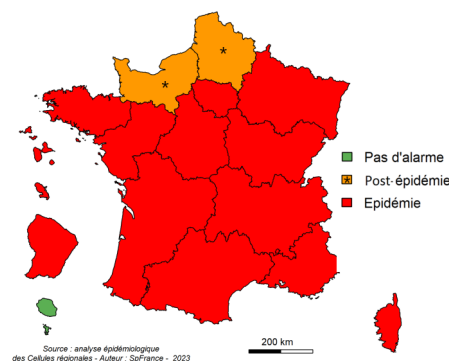 Pas d'alarme
* Post-épidémie
Epidémie
200 km
Source : analyse épidémiologique
des Cellules régionales - Auteur : SpFrance - 2023